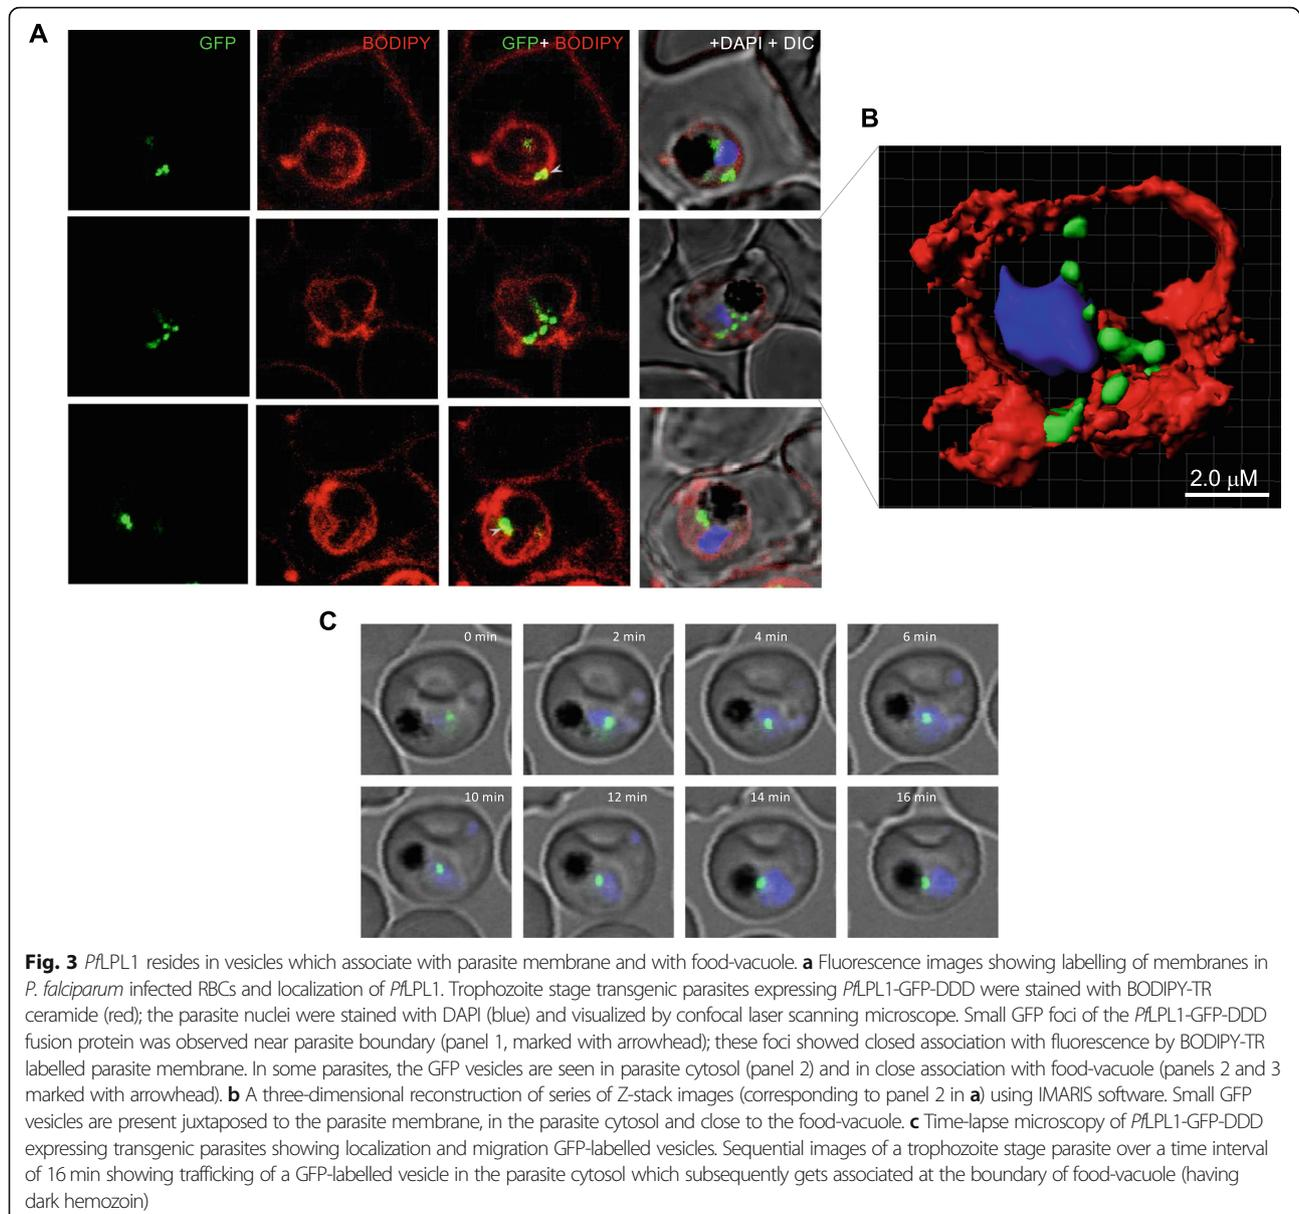 A
GFP
BODIPY
GFP+ BODIPY
+DAPI + DIC
B
2.0 µM
C
0 min
2 min
4 min
6 min
10 min
12 min
14 min
16 min
Fig. 3 PfLPL1 resides in vesicles which associate with parasite membrane and with food-vacuole. a Fluorescence images showing labelling of membranes in
P. falciparum infected RBCs and localization of PfLPL1. Trophozoite stage transgenic parasites expressing PfLPL1-GFP-DDD were stained with BODIPY-TR
ceramide (red); the parasite nuclei were stained with DAPI (blue) and visualized by confocal laser scanning microscope. Small GFP foci of the PfLPL1-GFP-DDD
fusion protein was observed near parasite boundary (panel 1, marked with arrowhead); these foci showed closed association with fluorescence by BODIPY-TR
labelled parasite membrane. In some parasites, the GFP vesicles are seen in parasite cytosol (panel 2) and in close association with food-vacuole (panels 2 and 3
marked with arrowhead). b A three-dimensional reconstruction of series of Z-stack images (corresponding to panel 2 in a) using IMARIS software. Small GFP
vesicles are present juxtaposed to the parasite membrane, in the parasite cytosol and close to the food-vacuole. c Time-lapse microscopy of PfLPL1-GFP-DDD
expressing transgenic parasites showing localization and migration GFP-labelled vesicles. Sequential images of a trophozoite stage parasite over a time interval
of 16 min showing trafficking of a GFP-labelled vesicle in the parasite cytosol which subsequently gets associated at the boundary of food-vacuole (having
dark hemozoin)